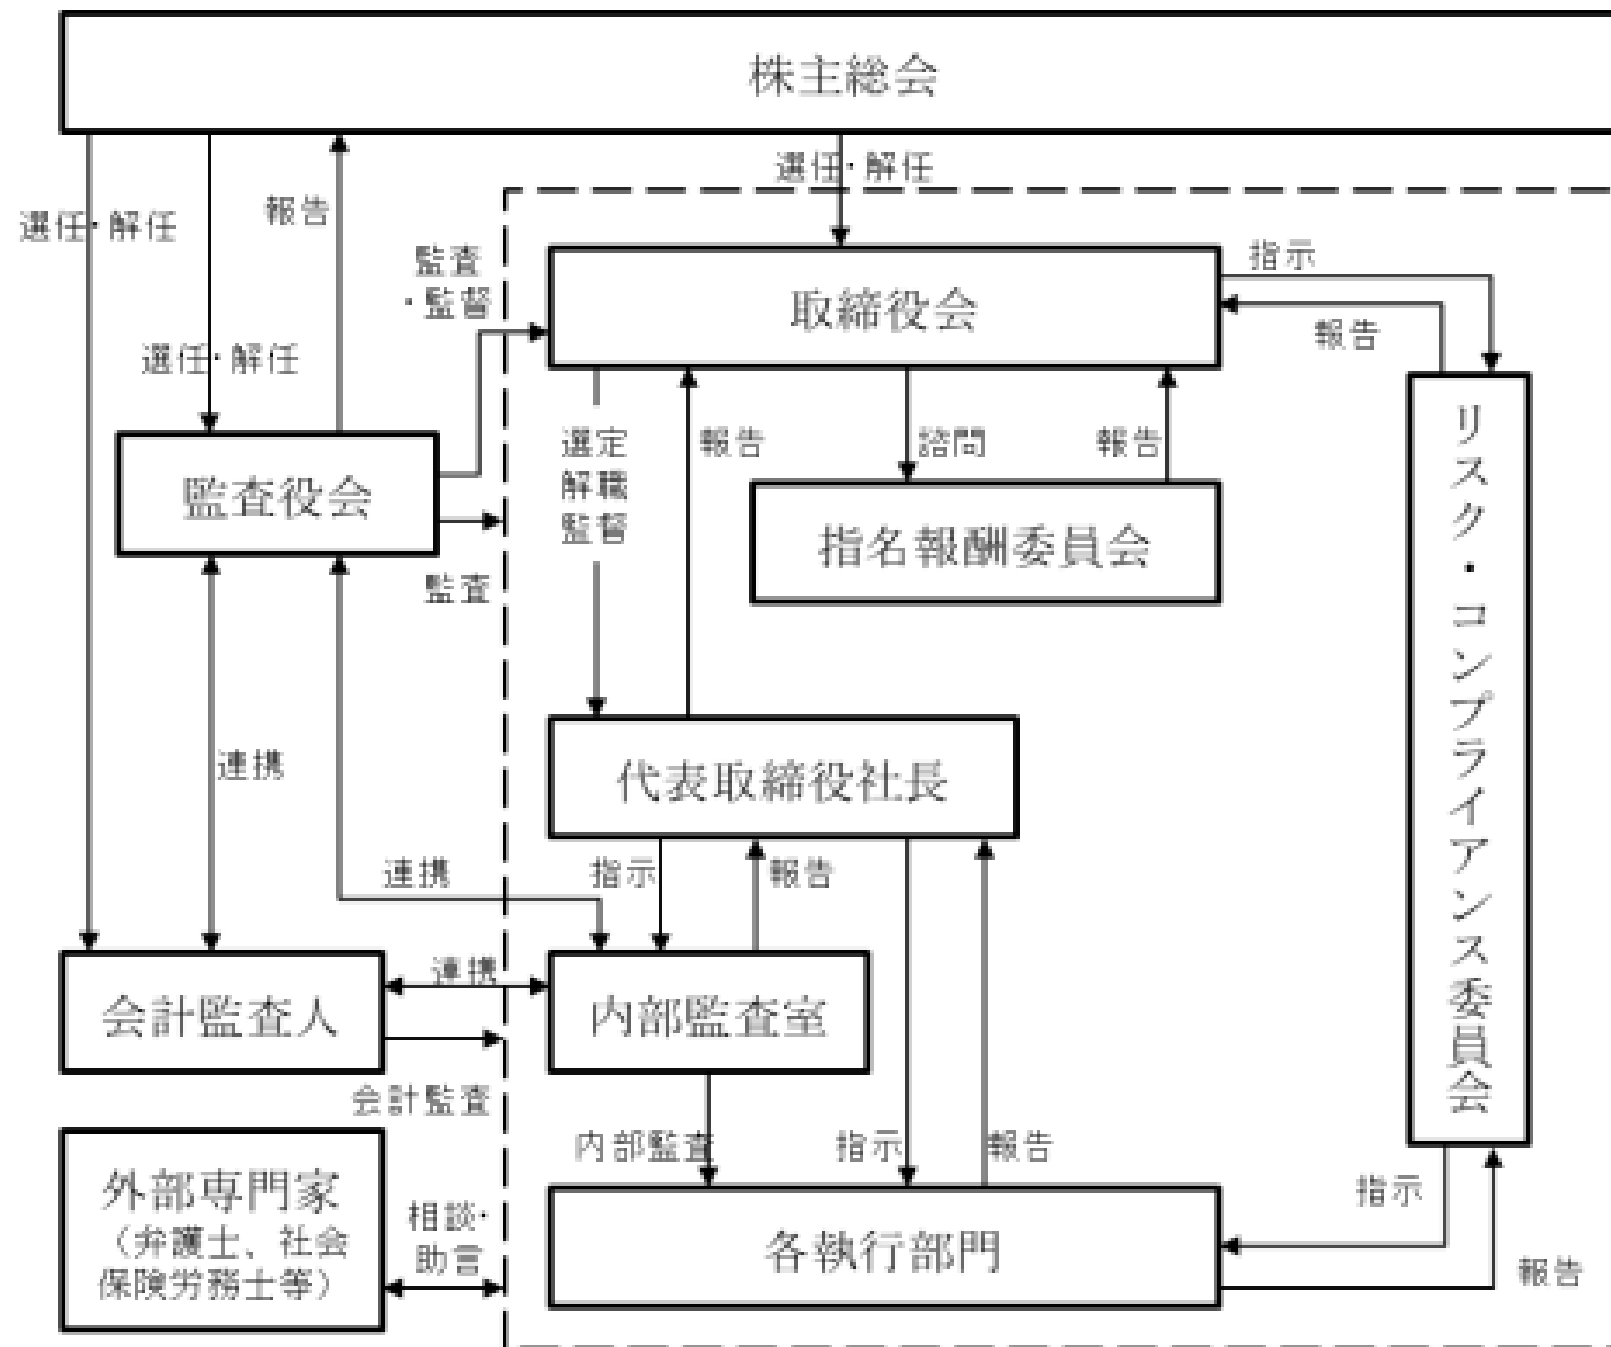 株主総会
選任・解任
選任・解任
報告
監査
・監督
取締役会
指示
報告
選任・解任
監査役会
監査
選定
解職
監督
報告
諮問
報告
指名報酬委員会
リスク・コンプライアンス委員会
代表取締役社長
連携
連携
指示
報告
会計監査人
連携
内部監査室
会計監査
内部監査
指示
報告
外部専門家
（弁護士、社会
保険労務士等）
相談・
助言
各執行部門
指示
報告